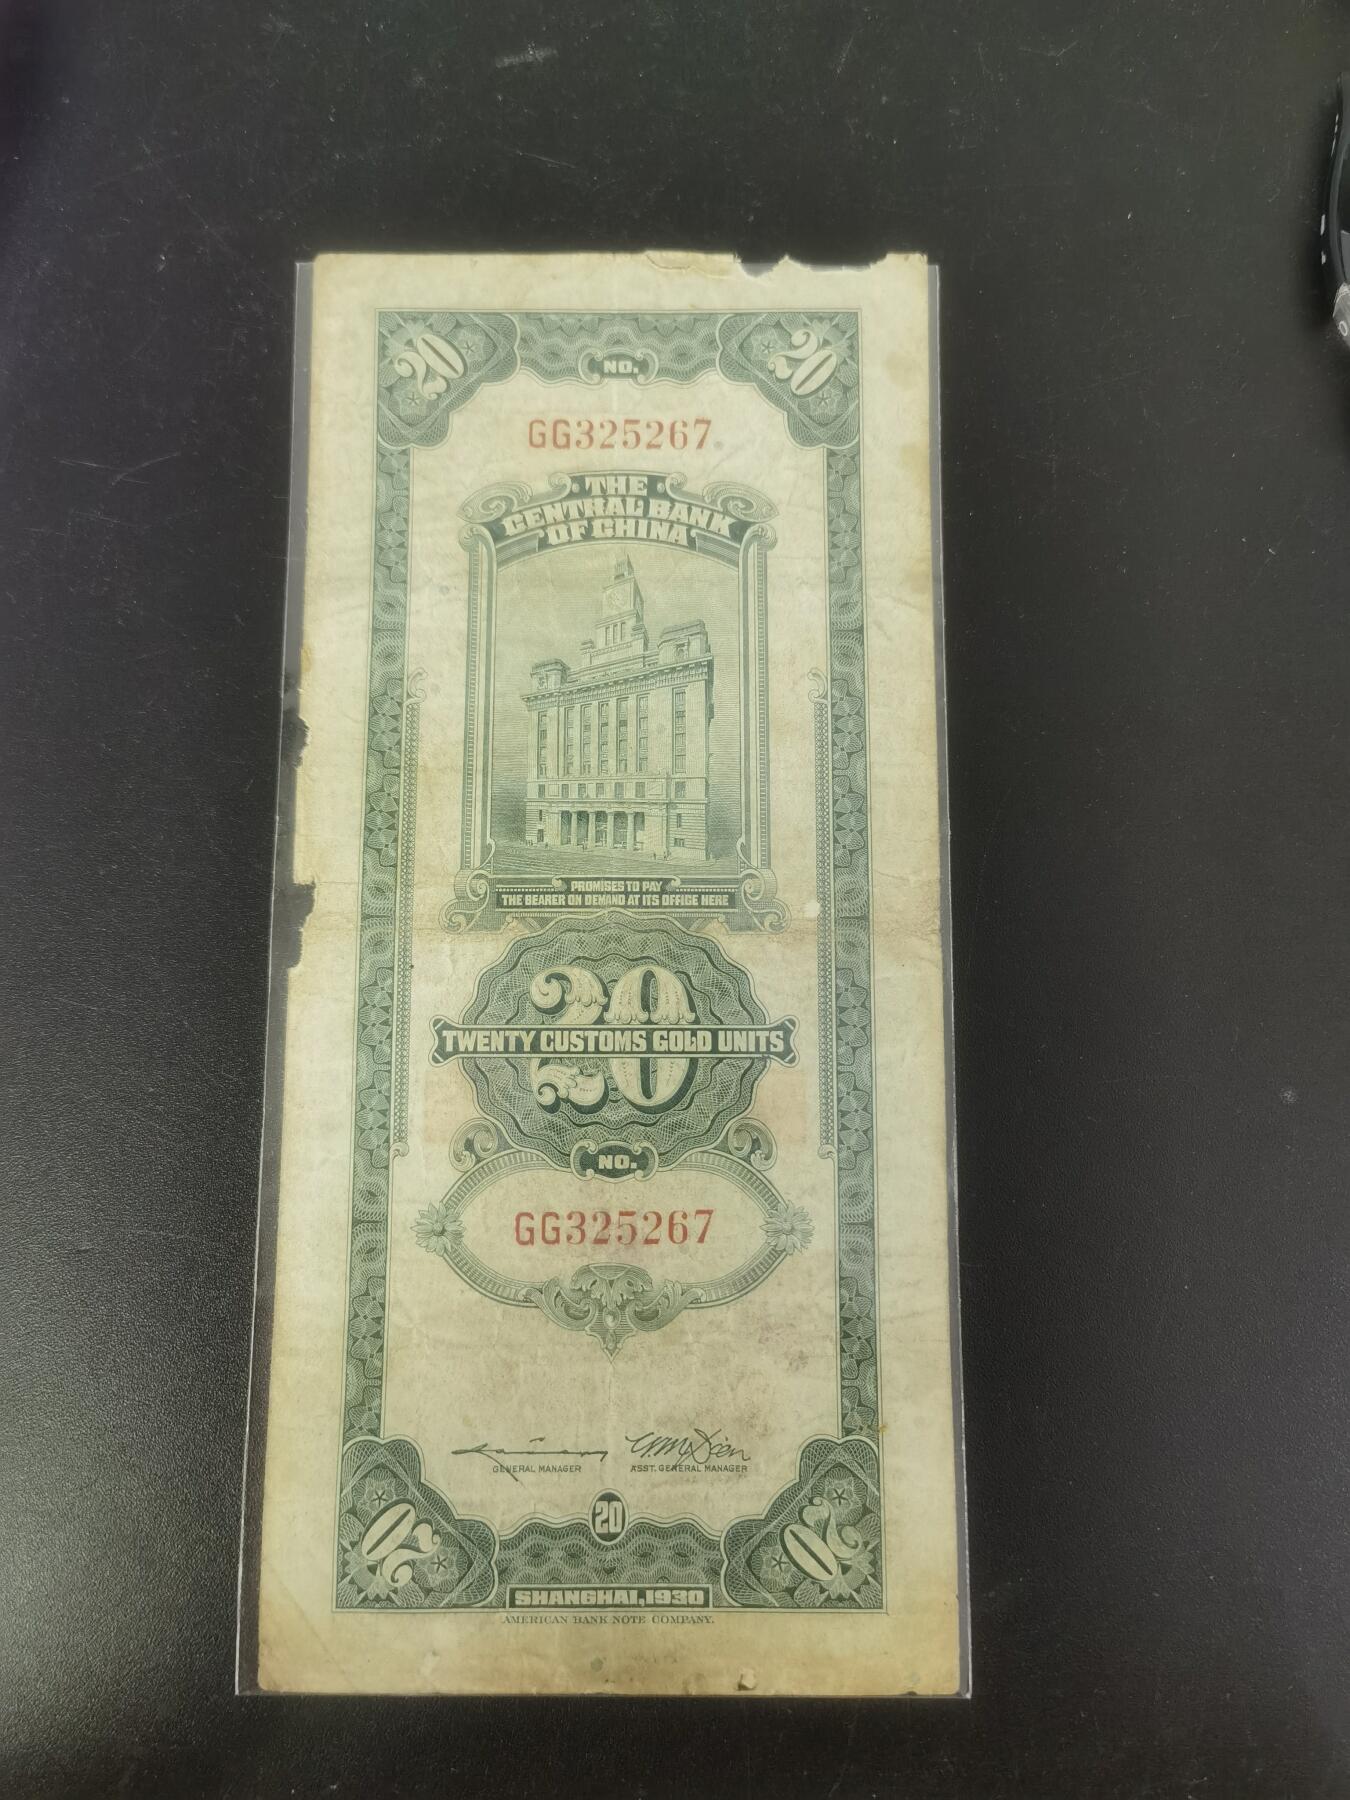 20
20
NO.
GG325267
THE
CENTRAL BANK
OF CHINA
PROMISES TO PAY
THE BEARER ON DEMAND AT ITS OFFICE HERE
20
TWENTY CUSTOMS GOLD UNITS
NO.
GG325267
GENERAL MANAGER
ASST. GENERAL MANAGER
20
20
20
SHANGHAI, 1930
AMERICAN BANK NOTE COMPANY.